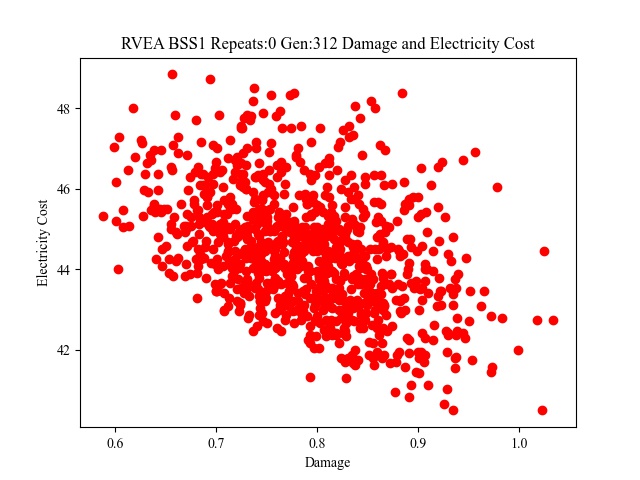 RVEA BSS1 Repeats:0 Gen:312 Damage and Electricity Cost
48
46
44
42
Electricity Cost
0.6 0.7 0.8 0.9 1.0
Damage